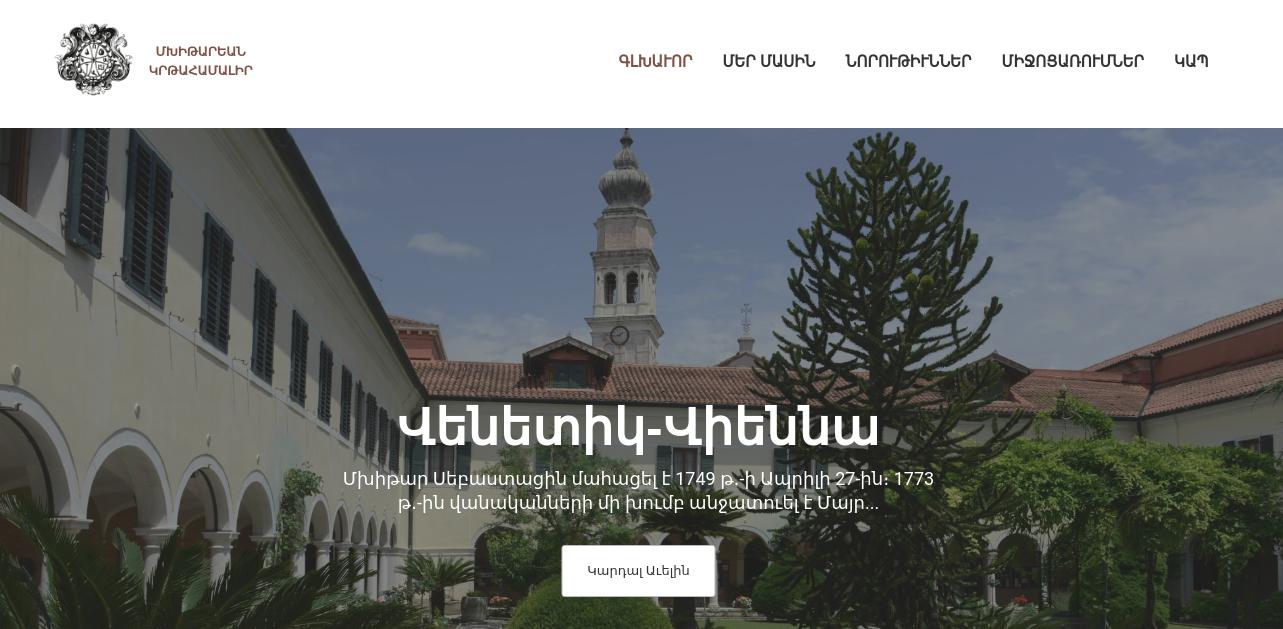 ՄԽԻԹԱՐԵԱՆ
ԿՐԹԱՀԱՄԱԼԻՐ
ԳԼԽԱՒՈՐ ՄԵՐ ՄԱՍԻՆ ՆՈՐՈՒԹԻՒՆՆԵՐ ՄԻՋՈՑԱՌՈՒՄՆԵՐ ԿԱՊ
Վենետիկ-Վիեննա
Մխիթար Սեբաստացին մահացել է 1749 թ.-ի Ապրիլի 27-ին։ 1773
թ.-ին վանականների մի խումբ անջատուել է Մայր...
Կարդալ Աւելին